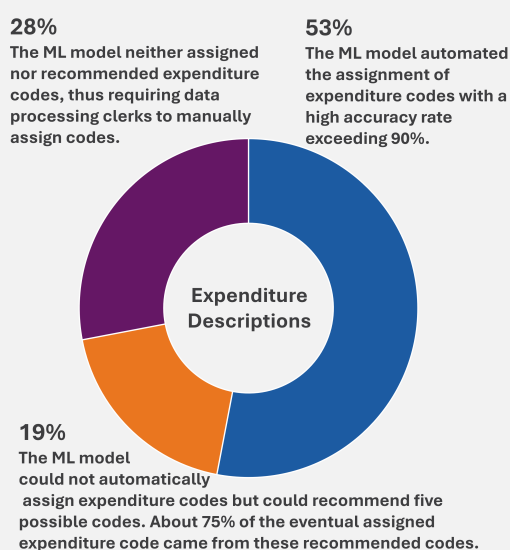 28%
The ML model neither assigned
nor recommended expenditure
codes, thus requiring data
processing clerks to manually
assign codes.
53%
The ML model automated
the assignment of
expenditure codes with a
high accuracy rate
exceeding 90%.
Expenditure
Descriptions
19%
The ML model
could not automatically
assign expenditure codes but could recommend five
possible codes. About 75% of the eventual assigned
expenditure code came from these recommended codes.